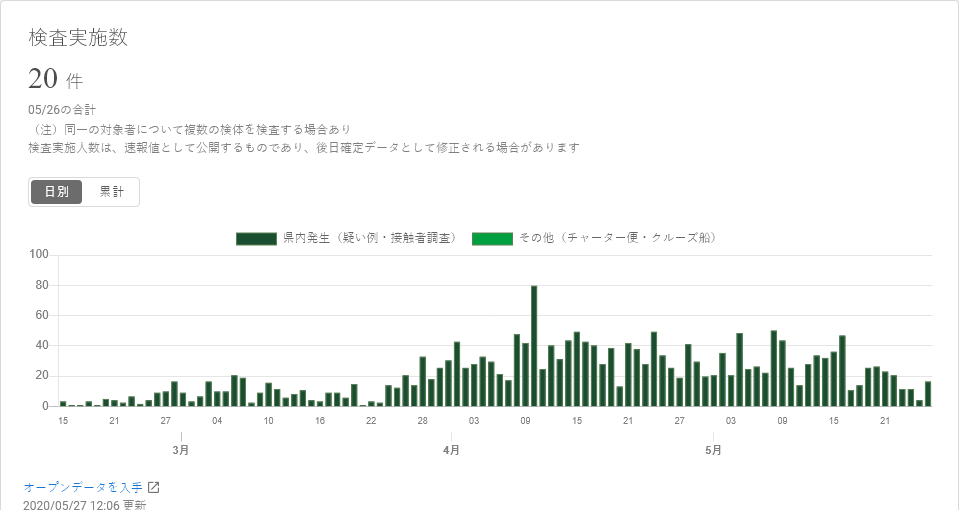 検査実施数
20 件
05/26の合計
（注）同一の対象者について複数の検体を検査する場合あり
検査実施人数は、速報値として公開するものであり、後日確定データとして修正される場合があります
日別 累計
県内発生（疑い例・接触者調査） その他（チャーター便・クルーズ船）
100
80
60
40
20
0
15 21 27 04 10 16 22 28 03 09 15 21 27 03 09 15 21
3月 4月 5月
オープンデータを入手
2020/05/27 12:06 更新